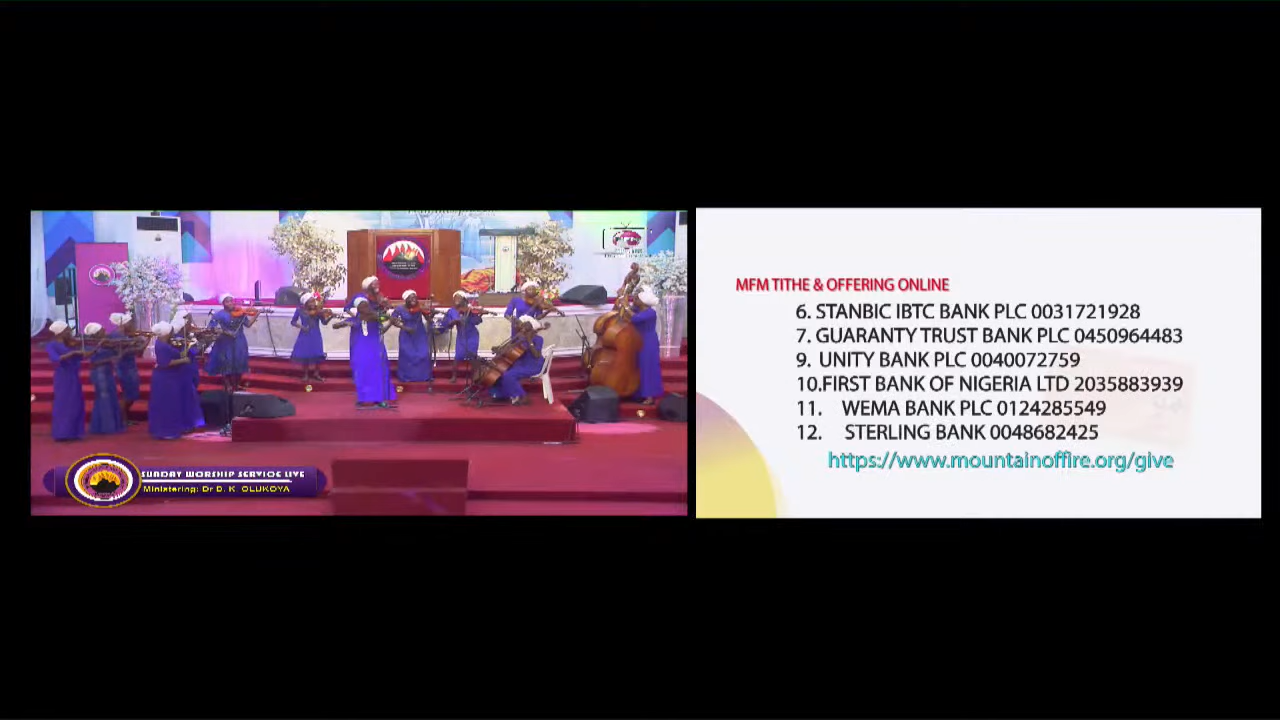 SUNDAY WORSHIP SERVICE LIVE
Ministering: Dr D. K. OLUKOYA
MFM TITHE & OFFERING ONLINE
6. STANBIC IBTC BANK PLC 0031721928
7. GUARANTY TRUST BANK PLC 0450964483
9. UNITY BANK PLC 0040072759
10.FIRST BANK OF NIGERIA LTD 2035883939
11. WEMA BANK PLC 0124285549
12. STERLING BANK 0048682425
https://www.mountainoffire.org/give